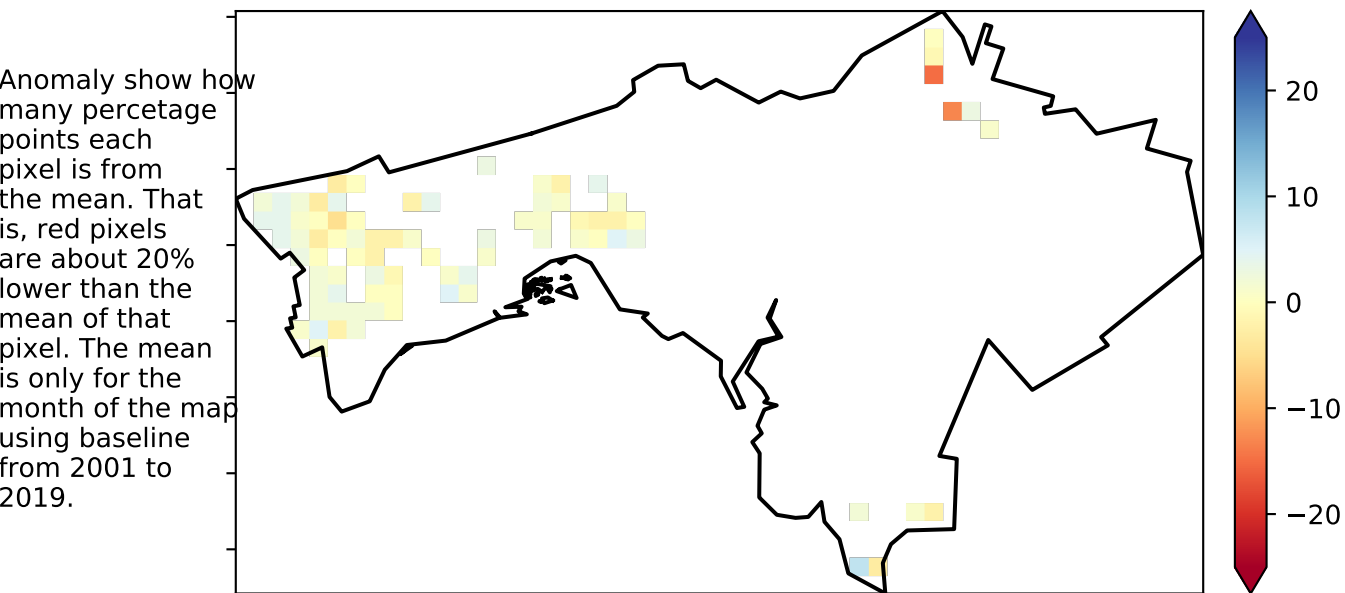 Anomaly show how
many percetage
points each
pixel is from
the mean. That
is, red pixels
are about 20%
lower than the
mean of that
pixel. The mean
is only for the
month of the map
using baseline
from 2001 to
2019.
20
10
0
−10
−20